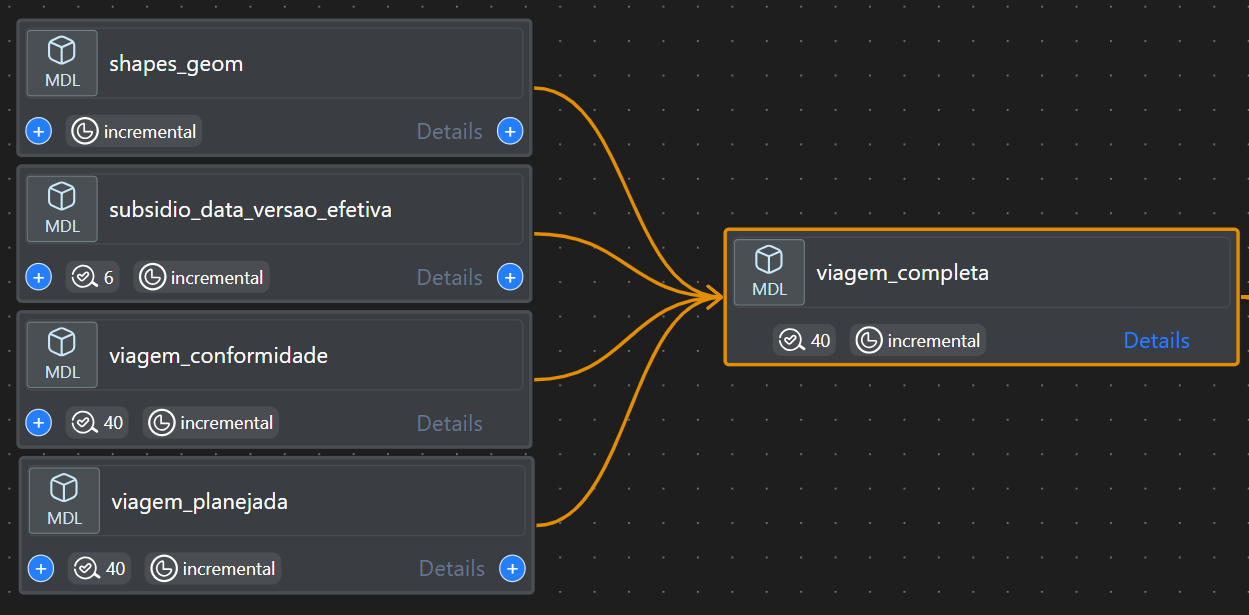 shapes_geom
MDL
incremental
Details
subsidio_data_versao_efetiva
MDL
6
incremental
Details
viagem_conformidade
MDL
40
incremental
Details
viagem_planejada
MDL
40
incremental
Details
viagem_completa
MDL
40
incremental
Details